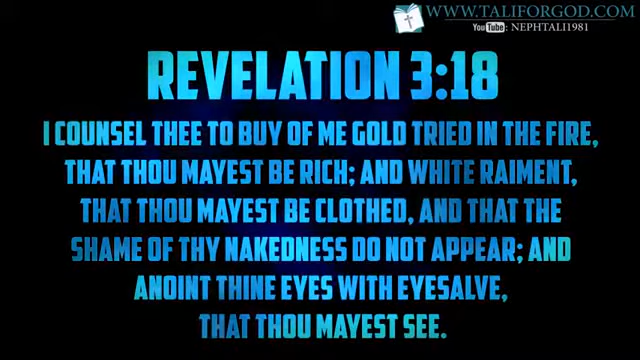 WWW.TALIFORGOD.COM
You Tube: NEPHTALI1981
REVELATION 3:18
I COUNSEL THEE TO BUY OF ME GOLD TRIED IN THE FIRE,
THAT THOU MAYEST BE RICH; AND WHITE RAIMENT,
THAT THOU MAYEST BE CLOTHED, AND THAT THE
SHAME OF THY NAKEDNESS DO NOT APPEAR; AND
ANOINT THINE EYES WITH EYESALVE,
THAT THOU MAYEST SEE.